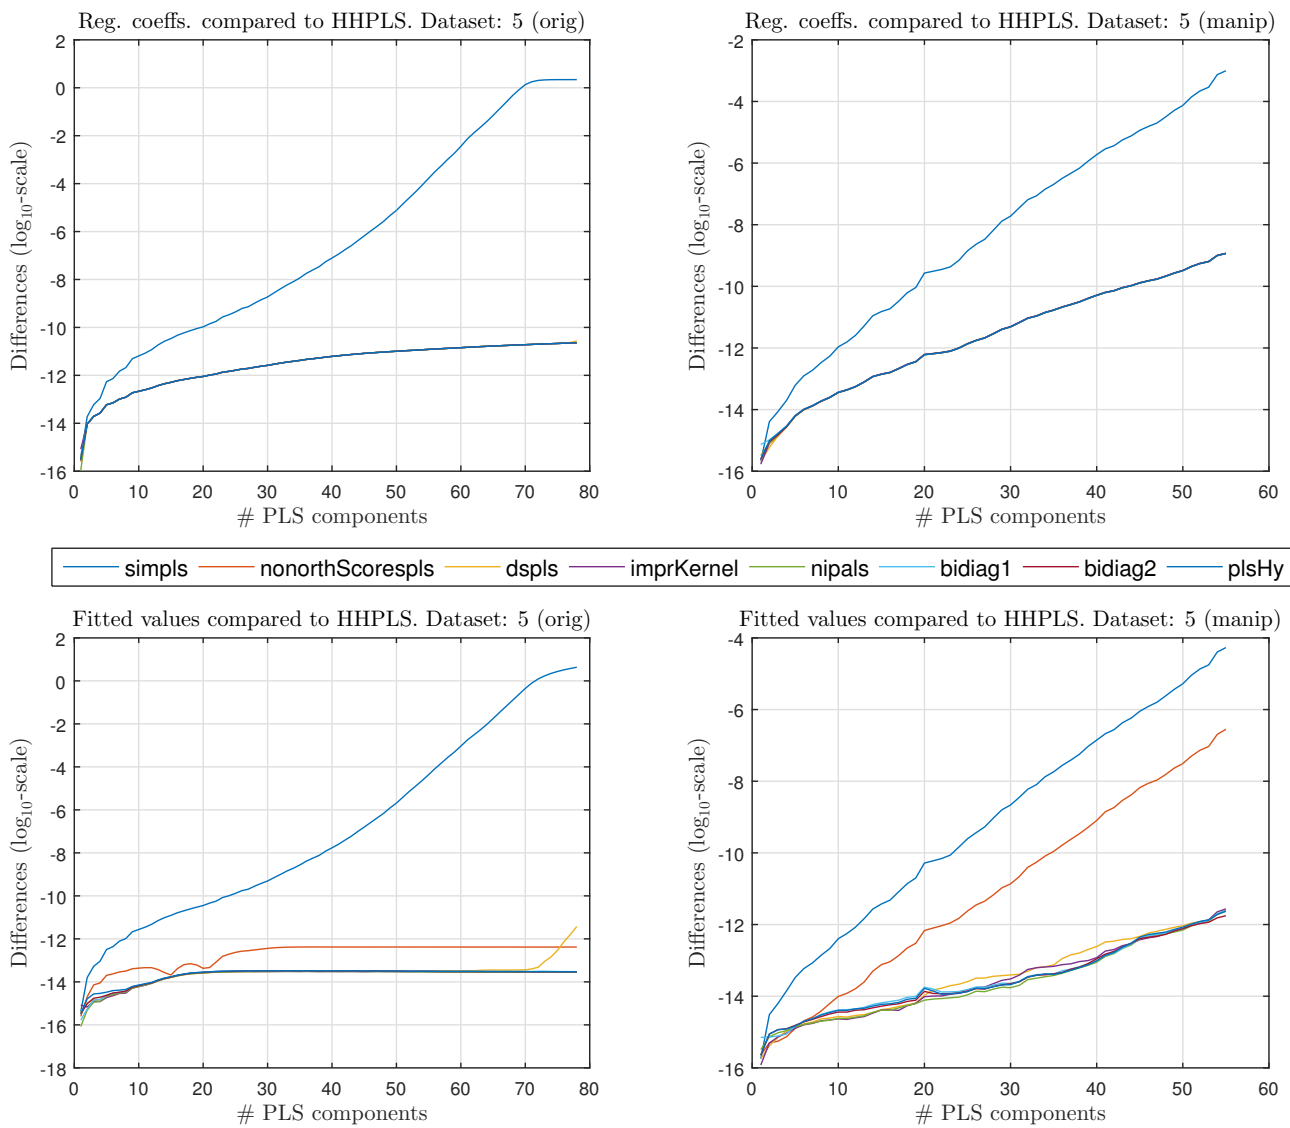 Reg. coeffs. compared to HHPLS. Dataset: 5 (orig)
2
0
-2
-4
-6
-8
-10
-12
-14
-16
Differences (log10-scale)
0 10 20 30 40 50 60 70 80
# PLS components
Reg. coeffs. compared to HHPLS. Dataset: 5 (manip)
-2
-4
-6
-8
-10
-12
-14
-16
Differences (log10-scale)
0 10 20 30 40 50 60
# PLS components
simpls nonorthScorespls dspls imprKernel nipals bidiag1 bidiag2 plsHy
Fitted values compared to HHPLS. Dataset: 5 (orig)
2
0
-2
-4
-6
-8
-10
-12
-14
-16
-18
Differences (log10-scale)
0 10 20 30 40 50 60 70 80
# PLS components
Fitted values compared to HHPLS. Dataset: 5 (manip)
-4
-6
-8
-10
-12
-14
-16
Differences (log10-scale)
0 10 20 30 40 50 60
# PLS components